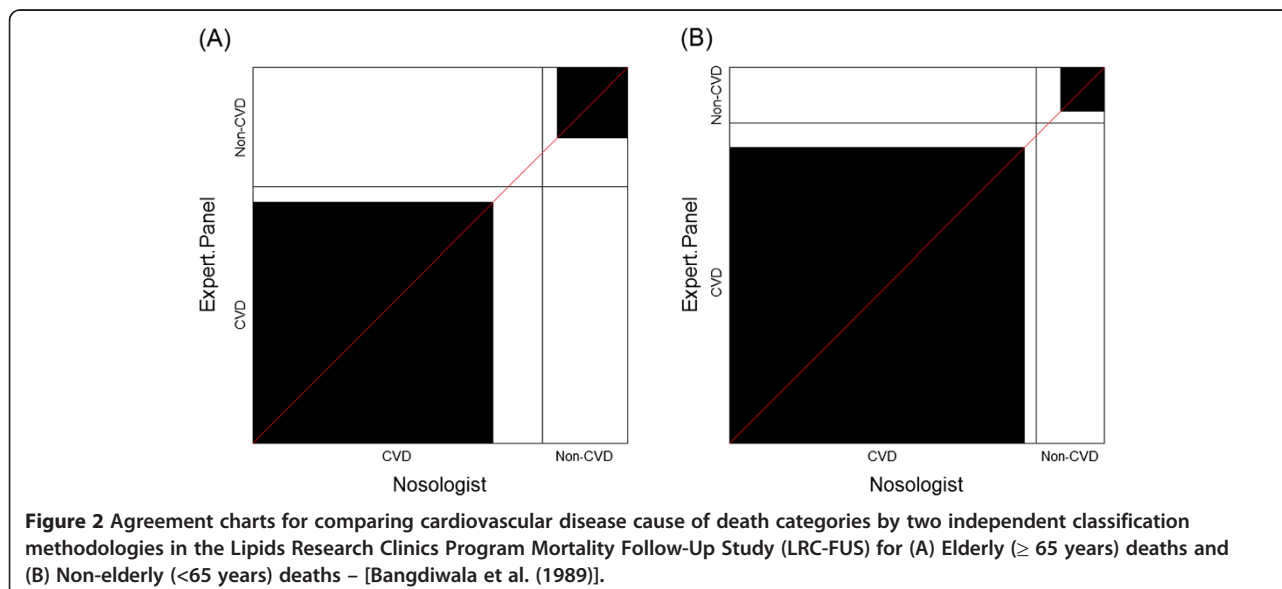 (A)
Non-CVD
CVD
Expert.Panel
CVD
Non-CVD
Nosologist
(B)
Non-CVD
CVD
Expert.Panel
CVD
Non-CVD
Nosologist
Figure 2 Agreement charts for comparing cardiovascular disease cause of death categories by two independent classification
methodologies in the Lipids Research Clinics Program Mortality Follow-Up Study (LRC-FUS) for (A) Elderly (≥ 65 years) deaths and
(B) Non-elderly (<65 years) deaths – [Bangdiwala et al. (1989)].